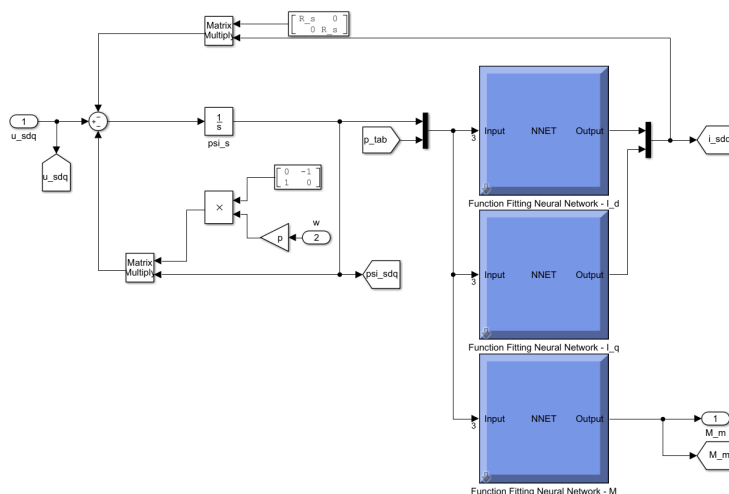 Matrix
Multiply
R_s 0
0 R_s
1
u_sdq
+
−
−
1
s
psi_s
p_tab
3
Input NNET Output
Function Fitting Neural Network - I_d
i_sdq
u_sdq
0 -1
1 0
×
w
p
2
Matrix
Multiply
psi_sdq
3
Input NNET Output
Function Fitting Neural Network - I_q
3
Input NNET Output
Function Fitting Neural Network - M
1
M_m
M_m